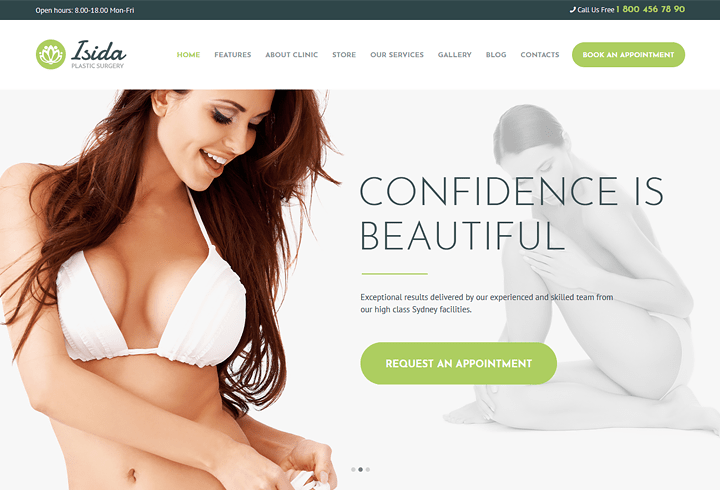 Open hours: 8.00-18.00 Mon-Fri
Call Us Free 1 800 456 78 90
Isida
PLASTIC SURGERY
HOME FEATURES ABOUT CLINIC STORE OUR SERVICES GALLERY BLOG CONTACTS BOOK AN APPOINTMENT
CONFIDENCE IS
BEAUTIFUL
Exceptional results delivered by our experienced and skilled team from
our high class Sydney facilities.
REQUEST AN APPOINTMENT